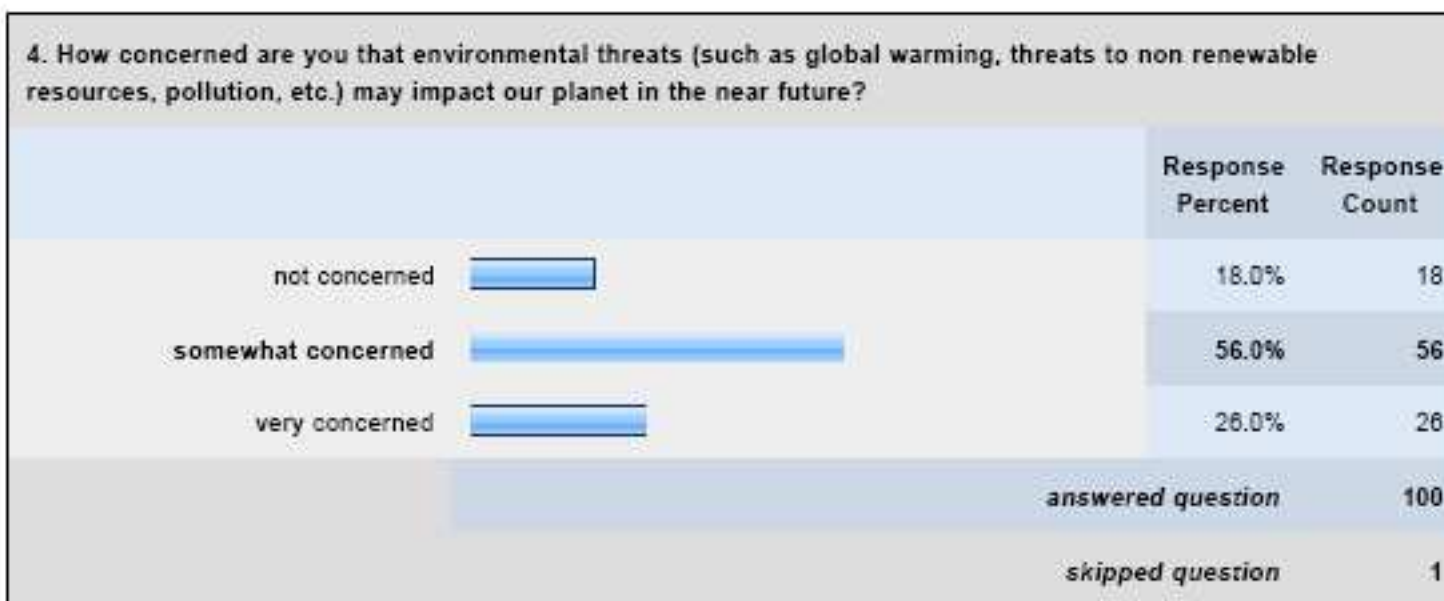 4. How concerned are you that environmental threats (such as global warming, threats to non renewable
resources, pollution, etc.) may impact our planet in the near future?
Response Percent Response Count
not concerned 18.0% 18
somewhat concerned 56.0% 56
very concerned 26.0% 26
answered question 100
skipped question 1